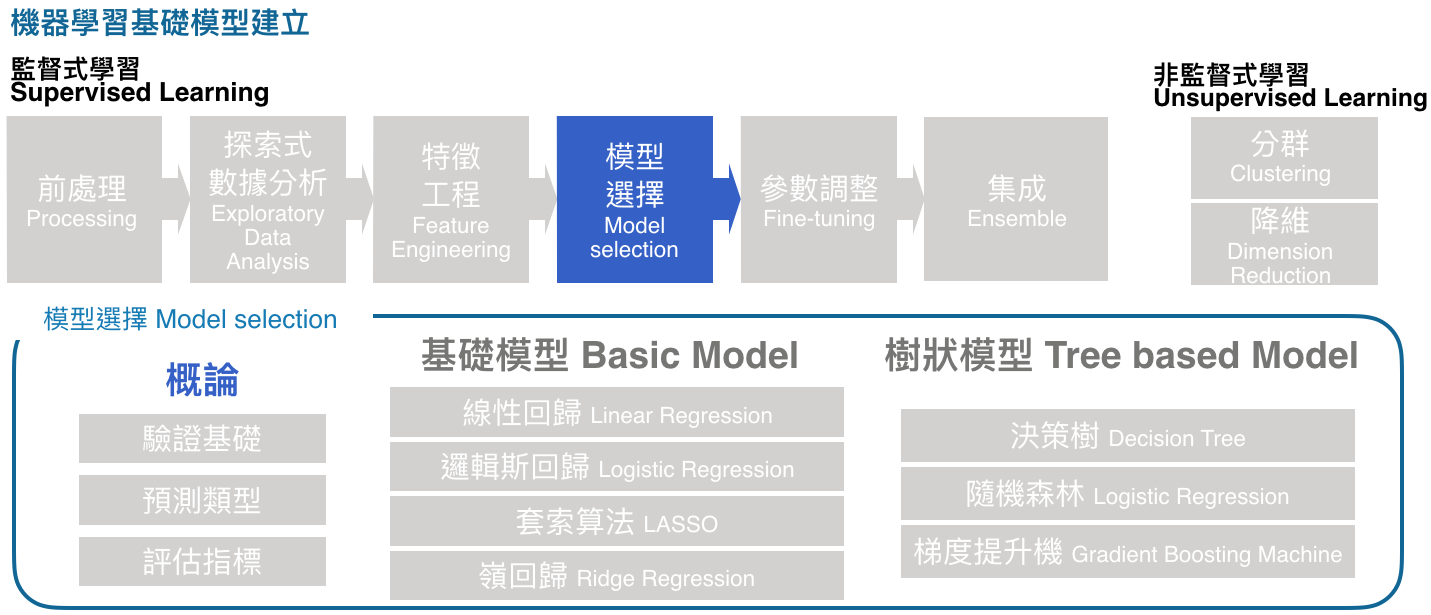 機器學習基礎模型建立
監督式學習
Supervised Learning
非監督式學習
Unsupervised Learning
前處理
Processing
探索式
數據分析
Exploratory
Data
Analysis
特徵
工程
Feature
Engineering
模型
選擇
Model
selection
參數調整
Fine-tuning
集成
Ensemble
分群
Clustering
降維
Dimension
Reduction
模型選擇 Model selection
概論
驗證基礎
預測類型
評估指標
基礎模型 Basic Model
線性回歸 Linear Regression
邏輯斯回歸 Logistic Regression
套索算法 LASSO
嶺回歸 Ridge Regression
樹狀模型 Tree based Model
決策樹 Decision Tree
隨機森林 Logistic Regression
梯度提升機 Gradient Boosting Machine